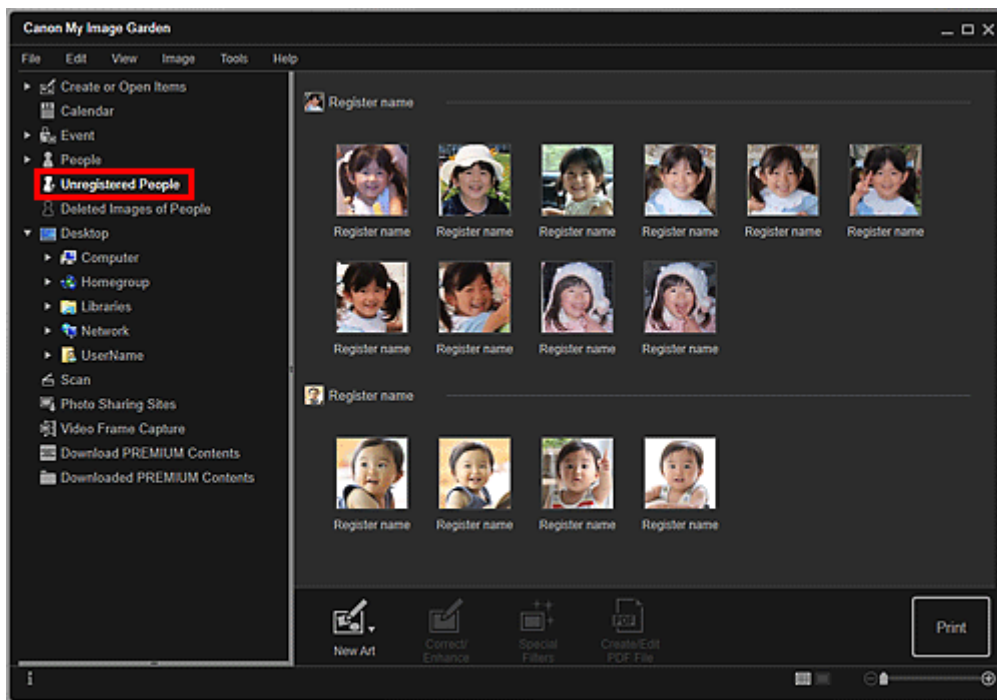 Canon My Image Garden
File Edit View Image Tools Help
Create or Open Items
Calendar
Event
People
Unregistered People
Deleted Images of People
Desktop
Computer
Homegroup
Libraries
Network
UserName
Scan
Photo Sharing Sites
Video Frame Capture
Download PREMIUM Contents
Downloaded PREMIUM Contents
Register name
Register name Register name Register name Register name Register name Register name
Register name Register name Register name Register name
Register name
Register name Register name Register name Register name
New Art
Correct/
Enhance
Special
Filters
PDF
Create/Edit
PDF File
Print